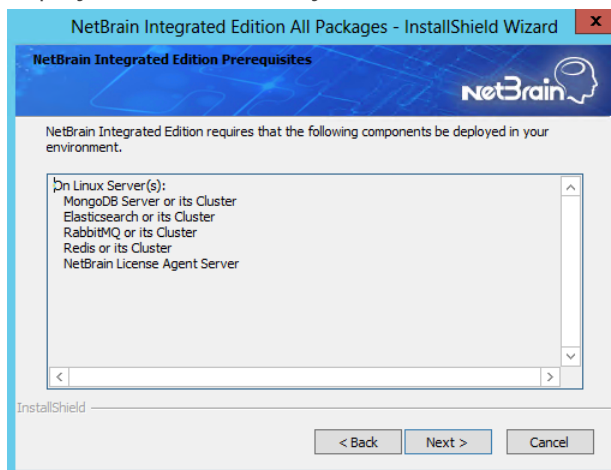 NetBrain Integrated Edition All Packages - InstallShield Wizard
x
NetBrain Integrated Edition Prerequisites
NetBrain
NetBrain Integrated Edition requires that the following components be deployed in your
environment.
On Linux Server(s):
MongoDB Server or its Cluster
Elasticsearch or its Cluster
RabbitMQ or its Cluster
Redis or its Cluster
NetBrain License Agent Server
InstallShield
< Back
Next >
Cancel